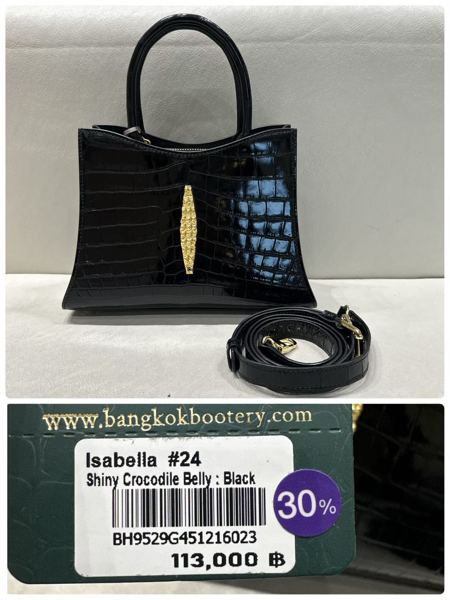 www.bangkokbootery.com
Isabella #24
Shiny Crocodile Belly : Black
30%
BH9529G451216023
113,000 ฿